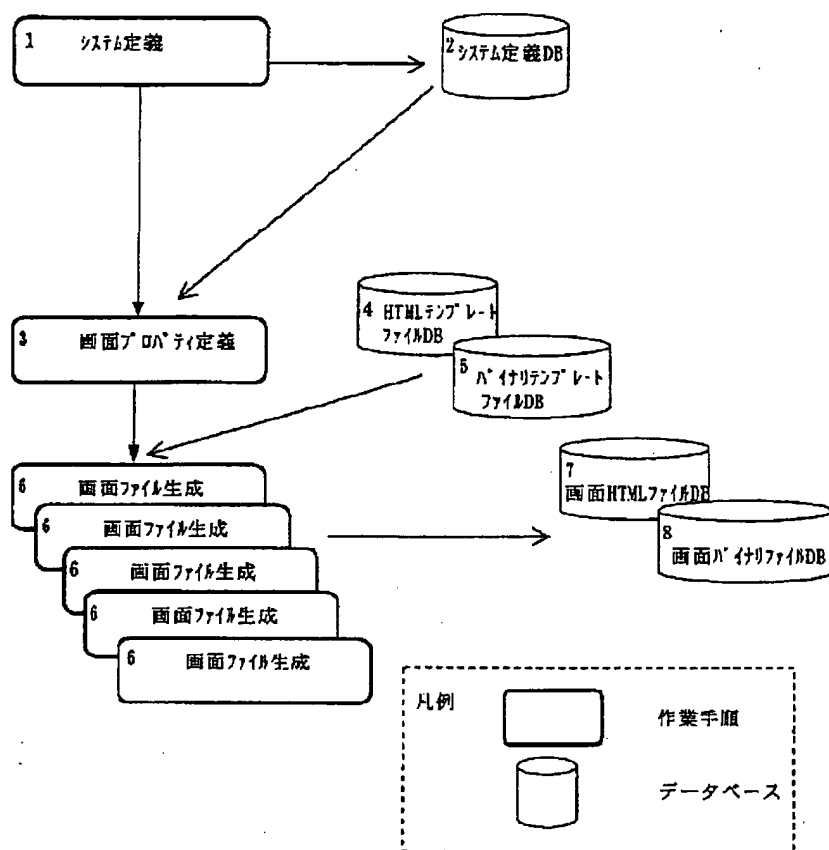 1 ｼｽﾃﾑ定義
2 ｼｽﾃﾑ定義DB
3 画面ﾌﾟﾛﾊﾟﾃｨ定義
4 HTMLﾃﾝﾌﾟﾚｰﾄ
ﾌｧｲﾙDB
5 ﾊﾞｲﾅﾘﾃﾝﾌﾟﾚｰﾄ
ﾌｧｲﾙDB
6 画面ﾌｧｲﾙ生成
6 画面ﾌｧｲﾙ生成
6 画面ﾌｧｲﾙ生成
6 画面ﾌｧｲﾙ生成
6 画面ﾌｧｲﾙ生成
7
画面HTMLﾌｧｲﾙDB
8
画面ﾊﾞｲﾅﾘﾌｧｲﾙDB
凡例
作業手順
データベース